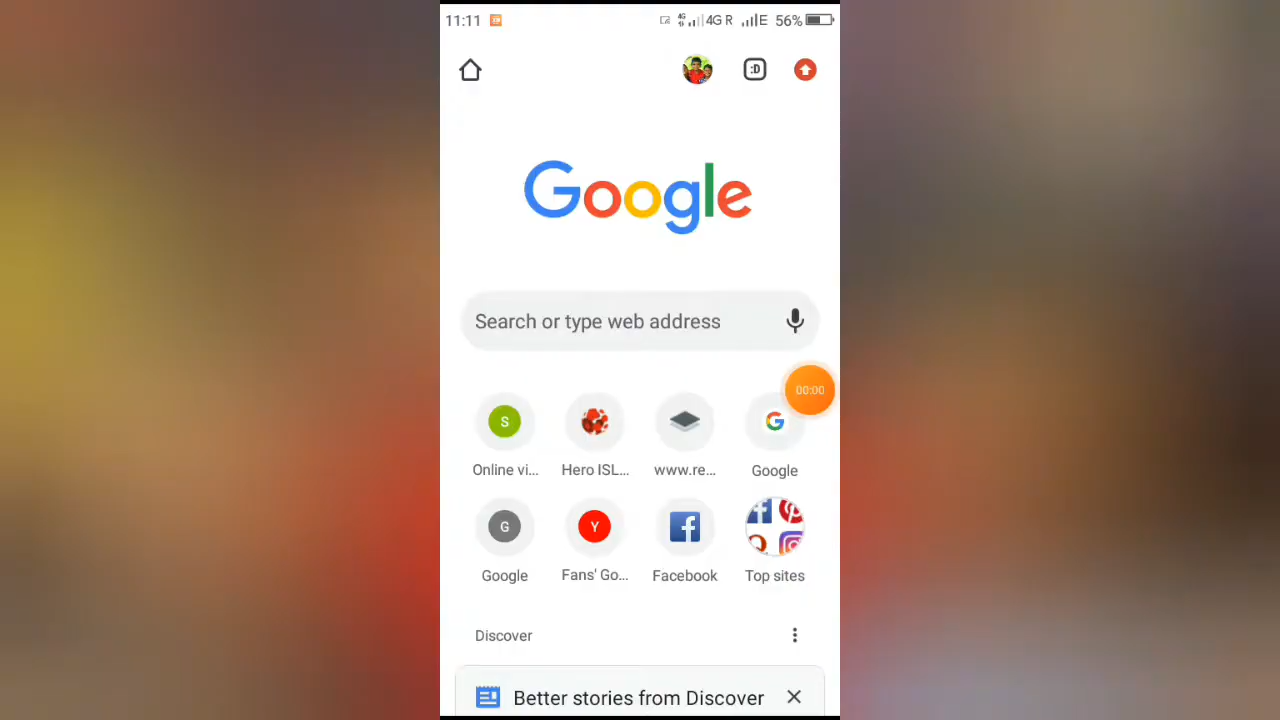 11:11 4G 4G R E 56%
:D
Google
Search or type web address
00:00
S G
Online vi... Hero ISL... www.re... Google
G Y f
Google Fans' Go... Facebook Top sites
Discover
Better stories from Discover